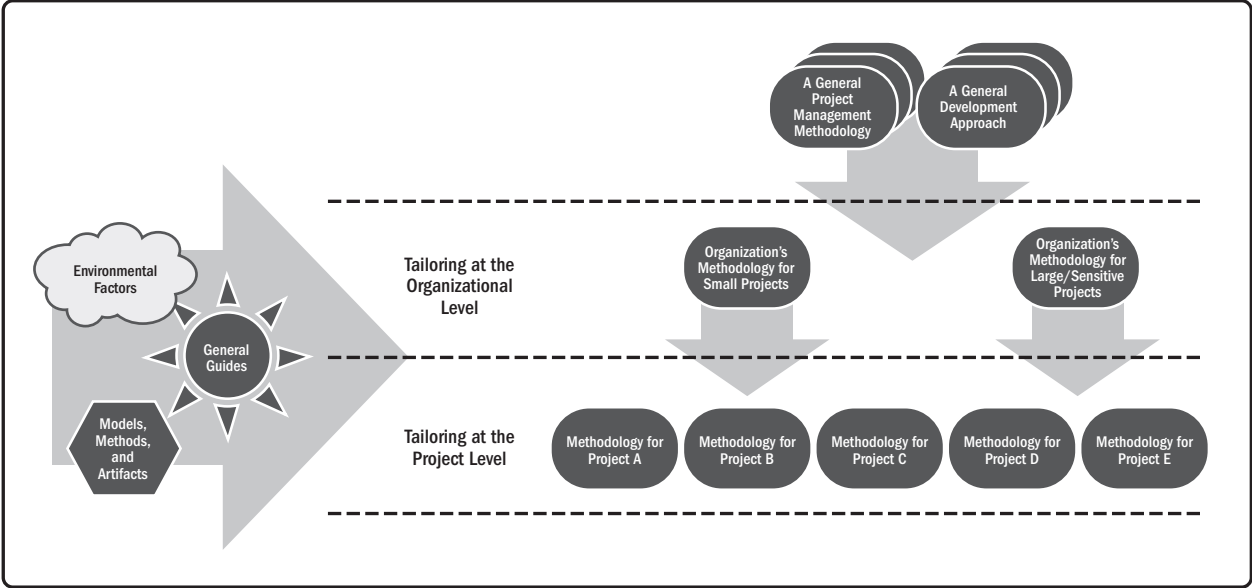 A General
Project
Management
Methodology
A General
Development
Approach
Environmental
Factors
General
Guides
Models,
Methods,
and
Artifacts
Tailoring at the
Organizational
Level
Organization’s
Methodology for
Small Projects
Organization’s
Methodology for
Large/Sensitive
Projects
Tailoring at the
Project Level
Methodology for
Project A
Methodology for
Project B
Methodology for
Project C
Methodology for
Project D
Methodology for
Project E